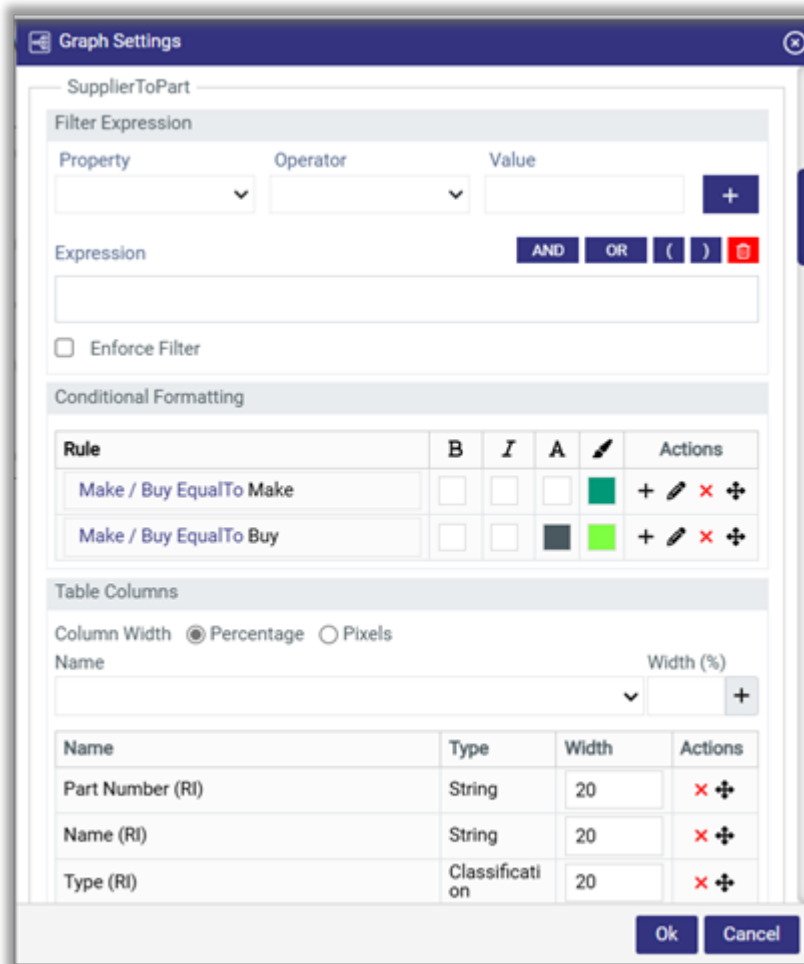 Graph Settings
SupplierToPart
Filter Expression
Property Operator Value
+
Expression AND OR ( )
Enforce Filter
Conditional Formatting
Rule B I A Actions
Make / Buy EqualTo Make
Make / Buy EqualTo Buy
Table Columns
Column Width Percentage Pixels
Name Width (%)
+
Name Type Width Actions
Part Number (RI) String 20
Name (RI) String 20
Type (RI) Classificati
on 20
Ok Cancel